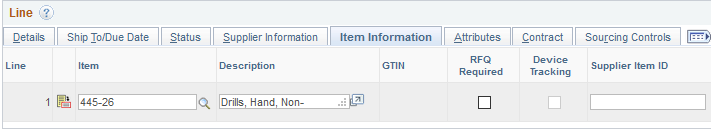 Line ?
Details Ship To/Due Date Status Supplier Information Item Information Attributes Contract Sourcing Controls
Line Item Description GTIN RFQ Required Device Tracking Supplier Item ID
1 445-26 Drills, Hand, Non-